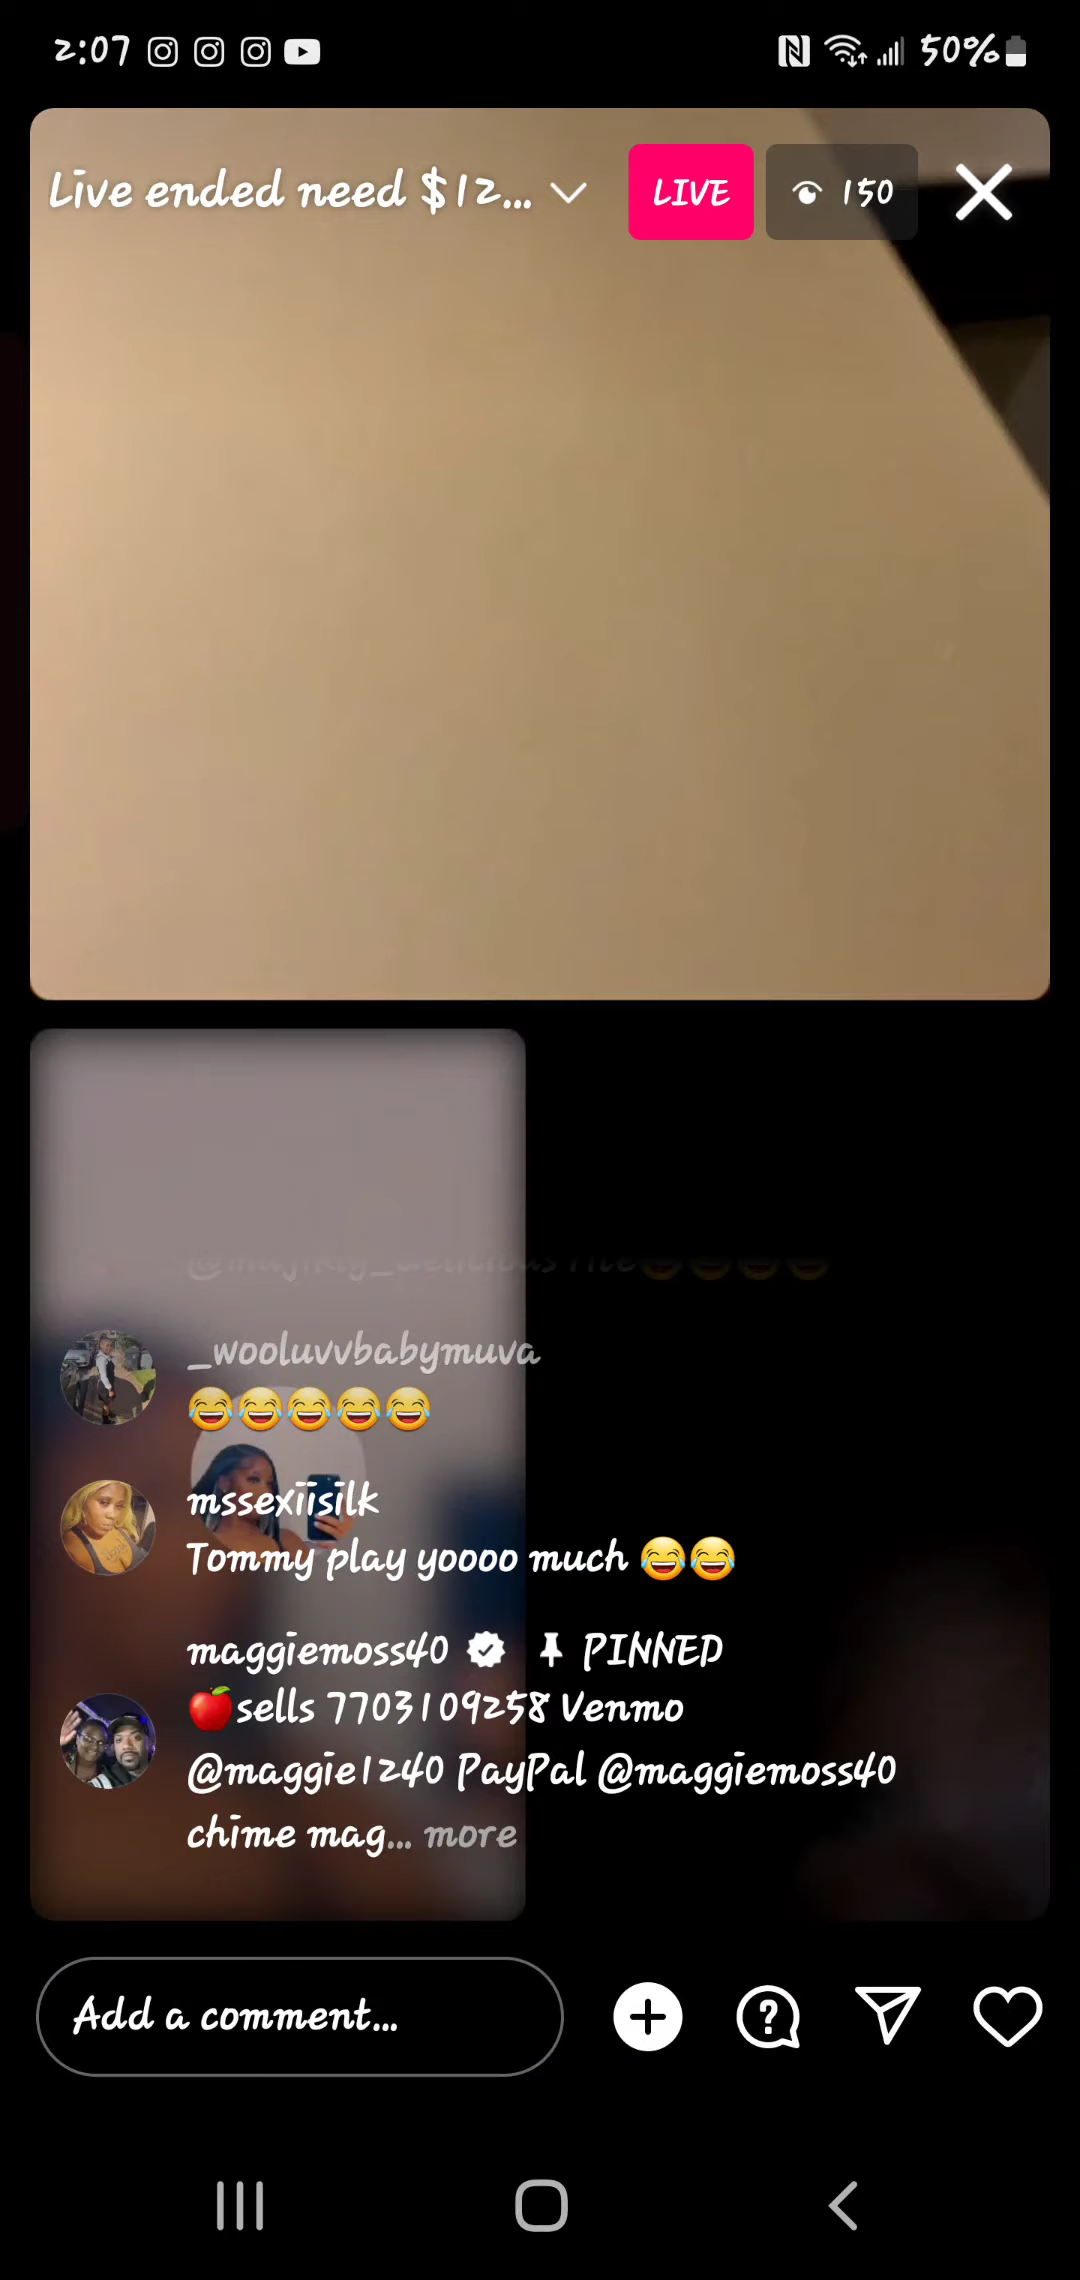 2:07 50%
Live ended need $12... LIVE 150
_wooluvvbabymuva
😂😂😂😂😂
mssexiisilk
Tommy play yoooo much 😂😂
maggiemoss40 PINNED
🍎sells 7703109258 Venmo
@maggie1240 PayPal @maggiemoss40
chime mag... more
Add a comment...